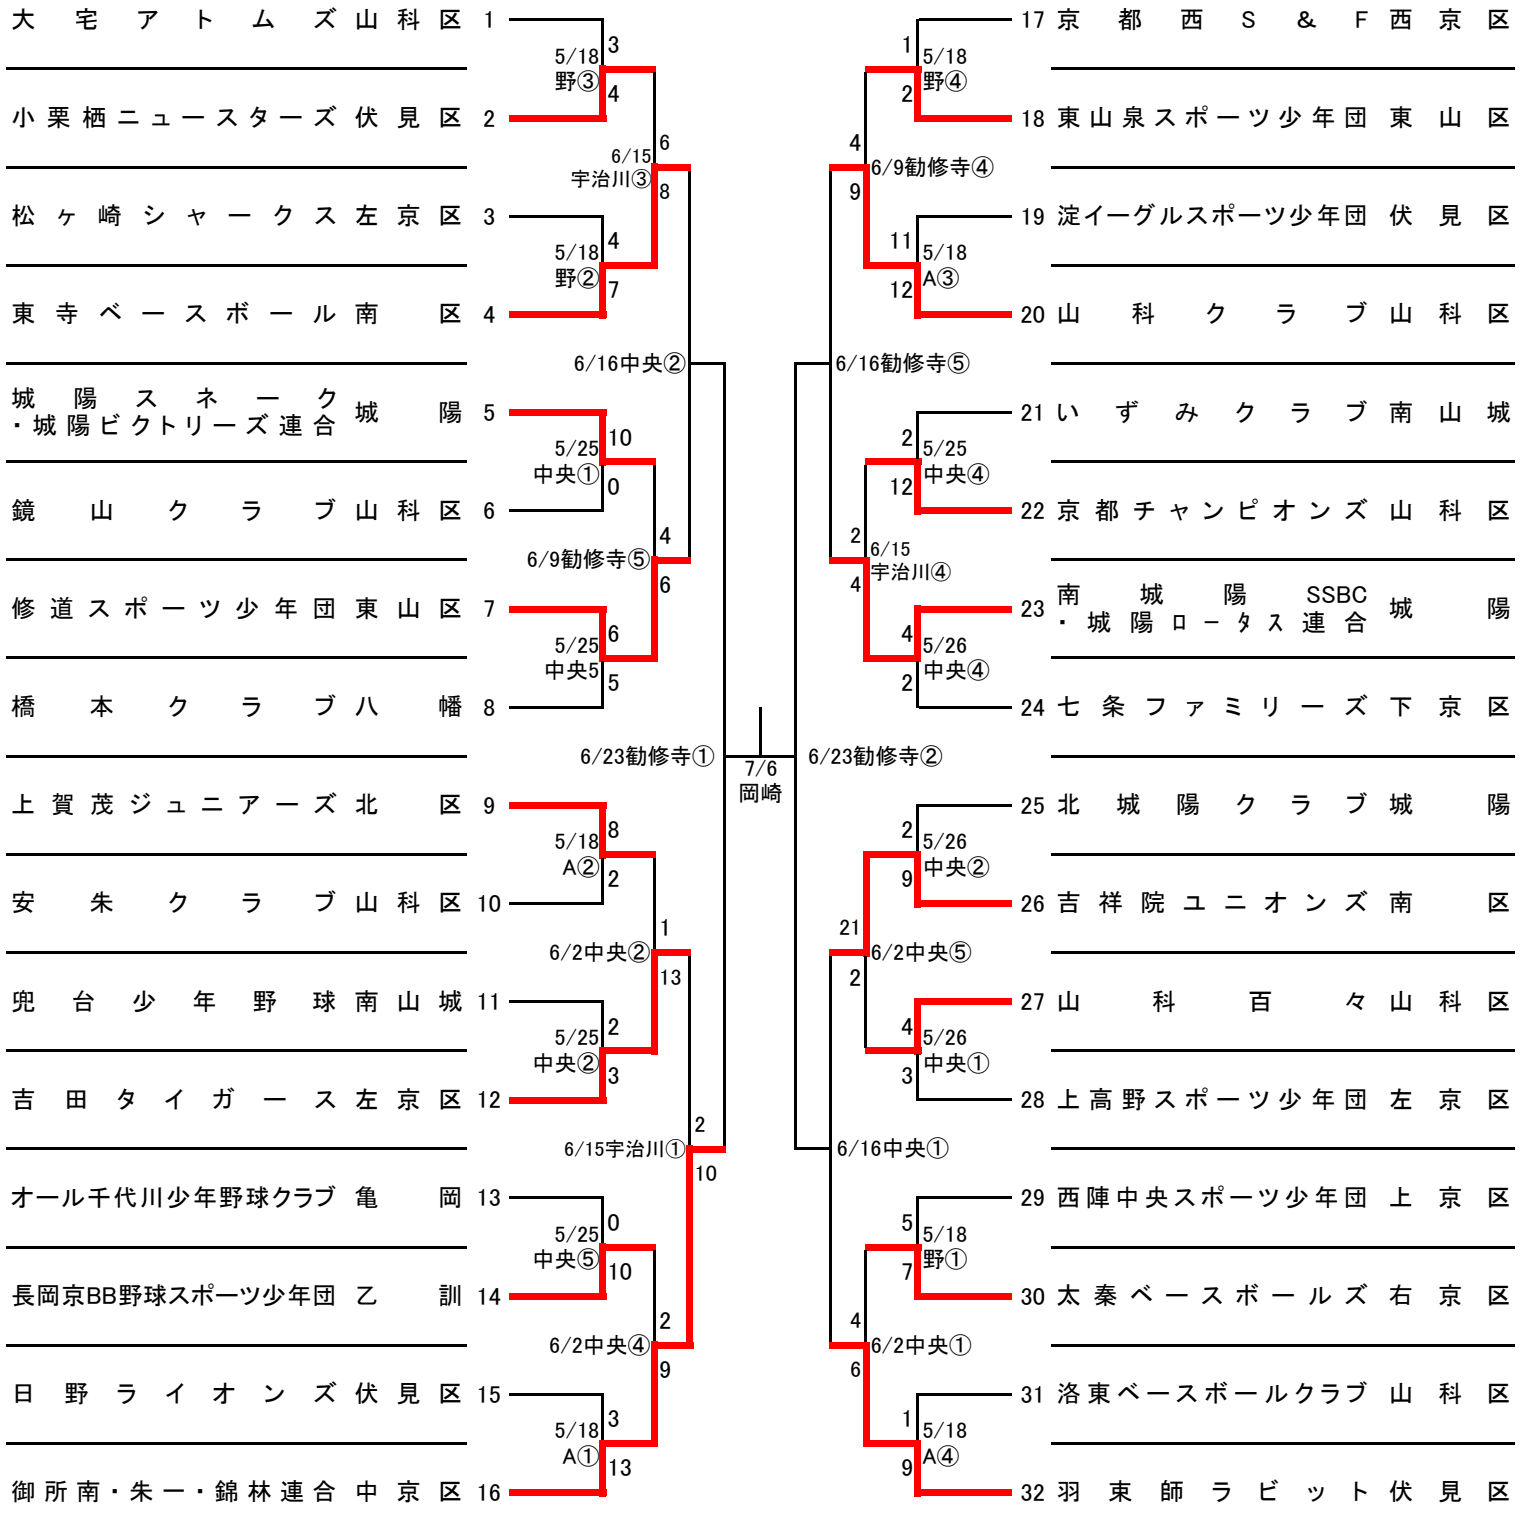 大宅アトムズ 山科区 1
3
5/18
野③
4
小栗栖ニュースターズ 伏見区 2
6
6/15
宇治川③
8
松ヶ崎シャークス 左京区 3
4
5/18
野②
7
東寺ベースボール 南区 4
6/16中央②
城陽スネーク
・城陽ビクトリーズ連合 城陽 5
10
5/25
中央①
0
鏡山クラブ 山科区 6
4
6/9勧修寺⑤
6
修道スポーツ少年団 東山区 7
6
5/25
中央5
5
橋本クラブ 八幡 8
6/23勧修寺①
上賀茂ジュニアーズ 北区 9
8
5/18
A②
2
安朱クラブ 山科区 10
1
6/2中央②
13
兜台少年野球 南山城 11
2
5/25
中央②
3
吉田タイガース 左京区 12
2
6/15宇治川①
10
オール千代川少年野球クラブ 亀岡 13
0
5/25
中央⑤
10
長岡京BB野球スポーツ少年団 乙訓 14
2
6/2中央④
9
日野ライオンズ 伏見区 15
3
5/18
A①
13
御所南・朱一・錦林連合 中京区 16
7/6
岡崎
17 京都西S&F 西京区
1
5/18
野④
2
18 東山泉スポーツ少年団 東山区
4
6/9勧修寺④
9
19 淀イーグルスポーツ少年団 伏見区
11
5/18
A③
12
20 山科クラブ 山科区
6/16勧修寺⑤
21 いずみクラブ 南山城
2
5/25
中央④
12
22 京都チャンピオンズ 山科区
2
6/15
宇治川④
4
23 南城陽SSBC
・城陽ロータス連合 城陽
4
5/26
中央④
2
24 七条ファミリーズ 下京区
6/23勧修寺②
25 北城陽クラブ 城陽
2
5/26
中央②
9
26 吉祥院ユニオンズ 南区
21
6/2中央⑤
2
27 山科百々 山科区
4
5/26
中央①
3
28 上高野スポーツ少年団 左京区
6/16中央①
29 西陣中央スポーツ少年団 上京区
5
5/18
野①
7
30 太秦ベースボールズ 右京区
4
6/2中央①
6
31 洛東ベースボールクラブ 山科区
1
5/18
A④
9
32 羽束師ラビット 伏見区